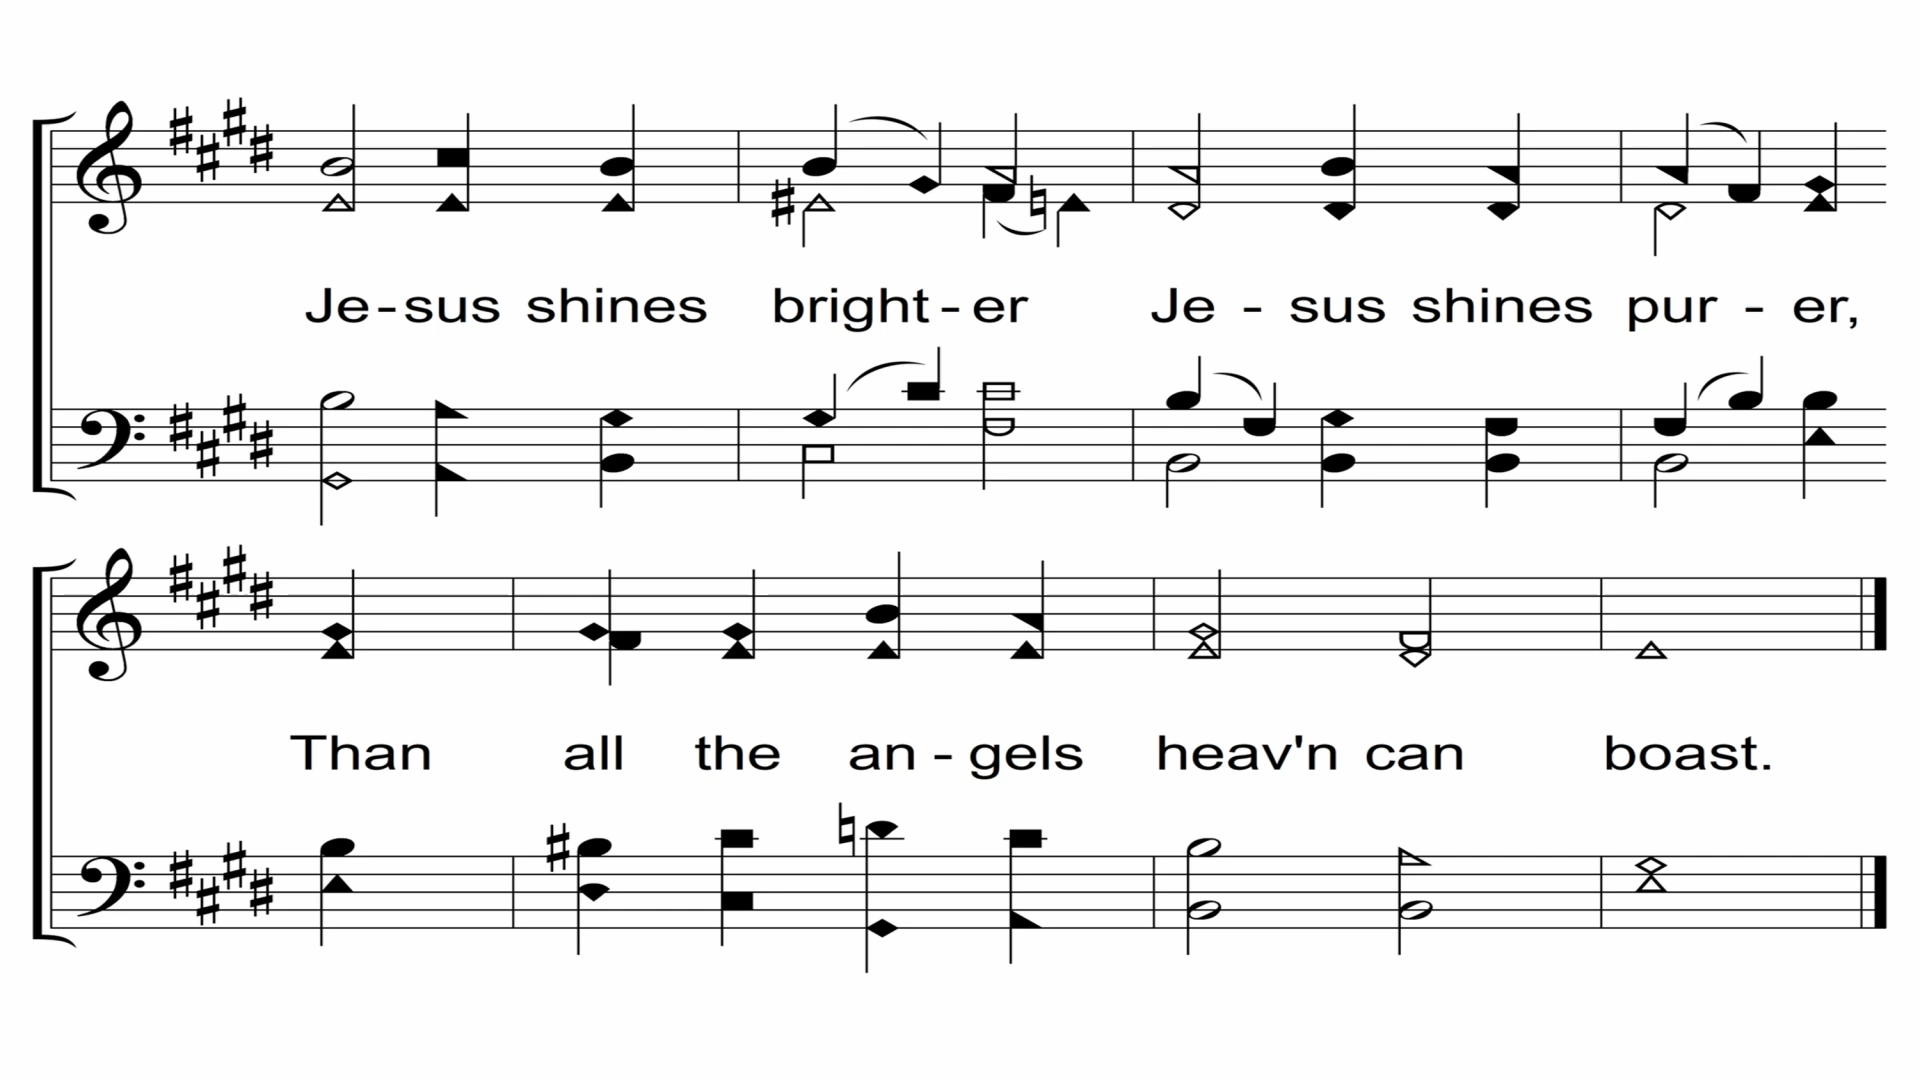 Je-sus shines bright-er Je - sus shines pur - er,
Than all the an-gels heav'n can boast.